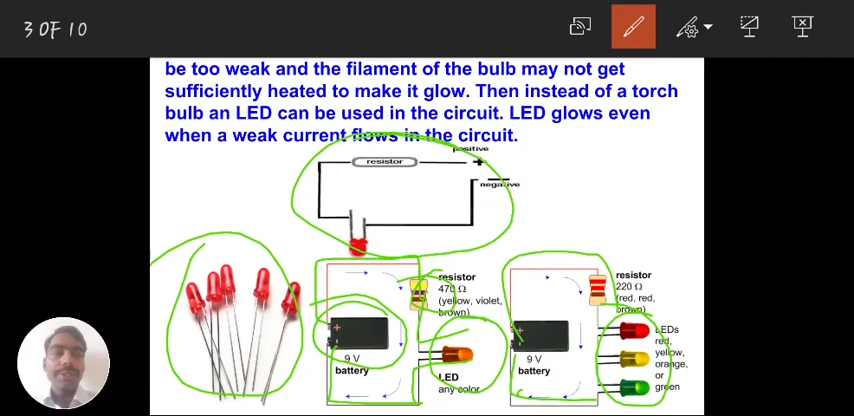 3 OF 10
be too weak and the filament of the bulb may not get
sufficiently heated to make it glow. Then instead of a torch
bulb an LED can be used in the circuit. LED glows even
when a weak current flows in the circuit.
positive
resistor
+
negative
resistor
470 Ω
(yellow, violet,
brown)
+
-
9 V
battery
LED
any color
resistor
220 Ω
(red, red,
brown)
+
-
9 V
battery
LEDs
red,
yellow,
orange,
or
green